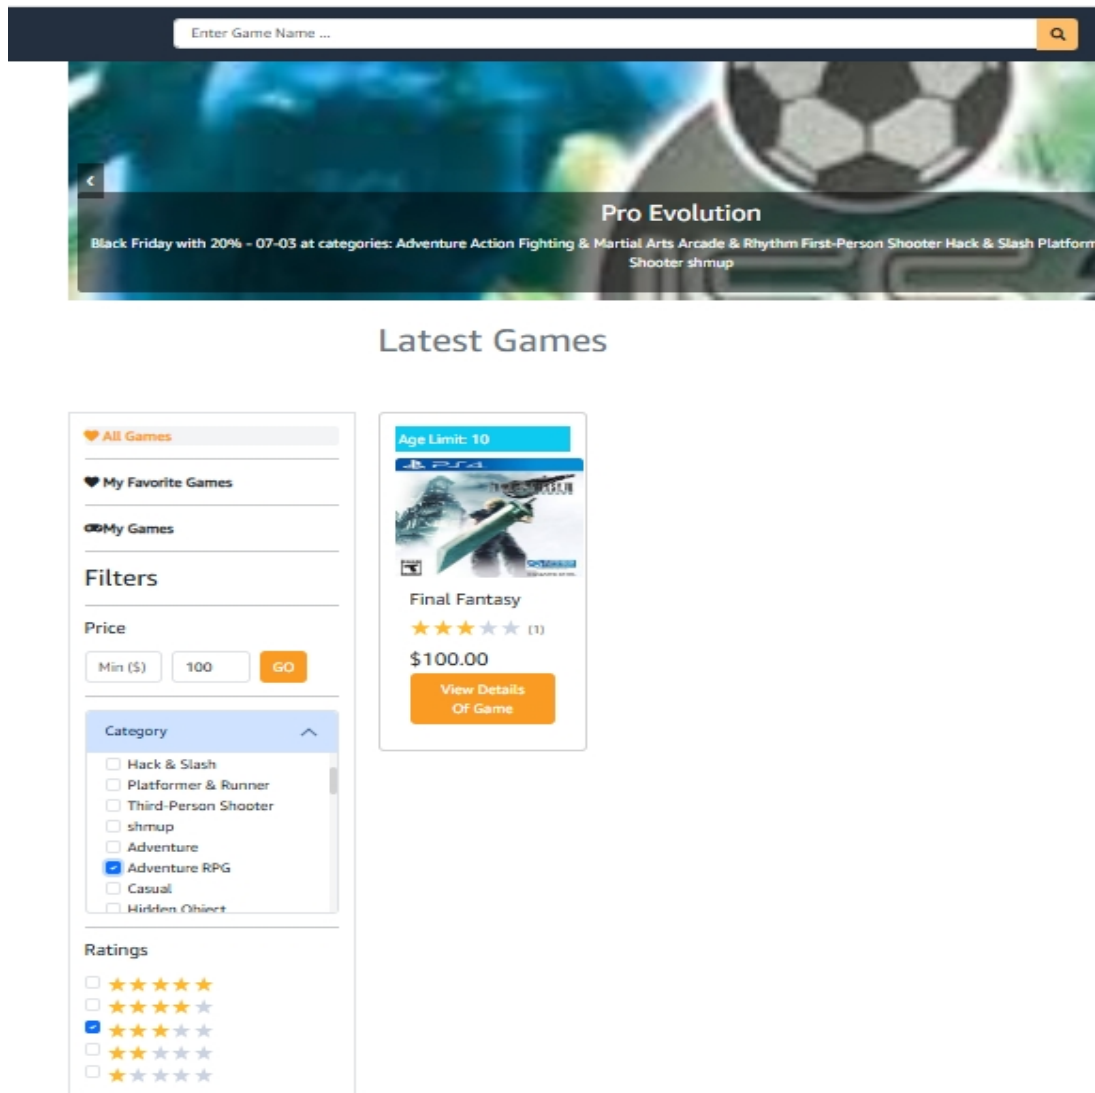 Enter Game Name ...
Pro Evolution
Black Friday with 20% - 07-03 at categories: Adventure Action Fighting & Martial Arts Arcade & Rhythm First-Person Shooter Hack & Slash Platform
Shooter shmup
Latest Games
All Games
My Favorite Games
My Games
Filters
Price
Min ($)
100
GO
Category
Hack & Slash
Platformer & Runner
Third-Person Shooter
shmup
Adventure
Adventure RPG
Casual
Hidden Object
Ratings
Age Limit: 10
PS4
Final Fantasy
(1)
$100.00
View Details
Of Game